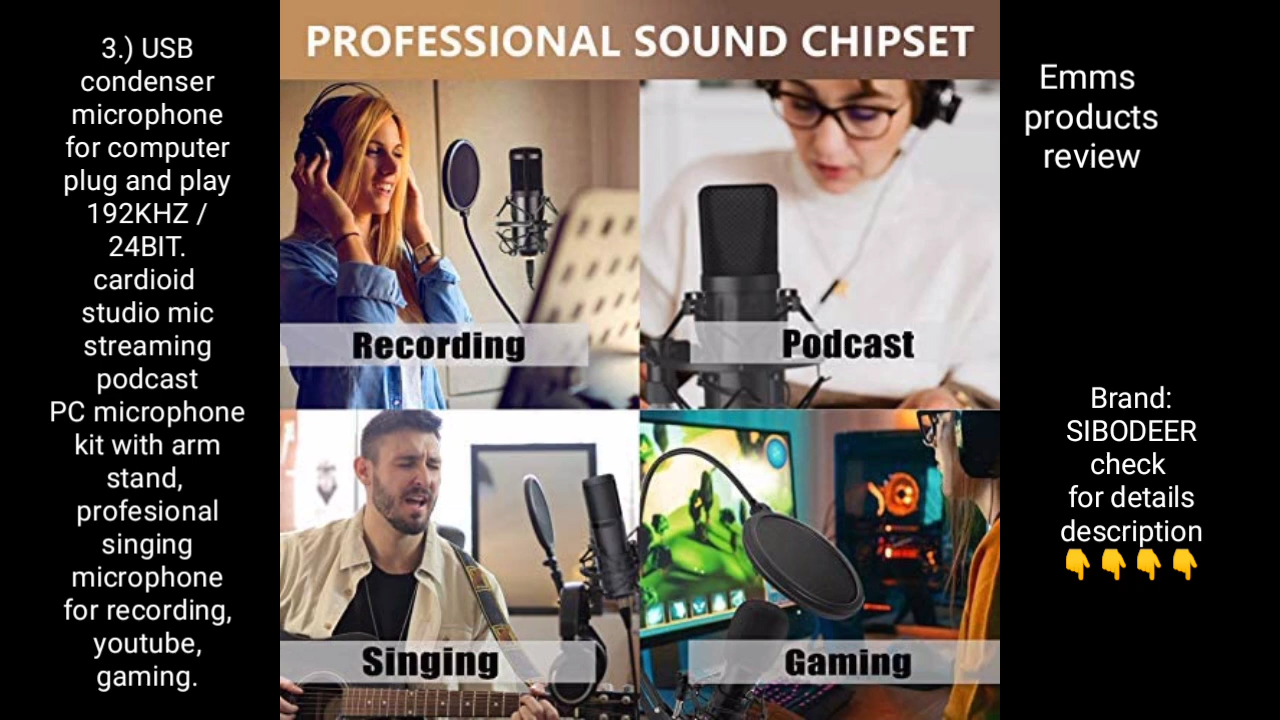 3.) USB
condenser
microphone
for computer
plug and play
192KHZ /
24BIT.
cardioid
studio mic
streaming
podcast
PC microphone
kit with arm
stand,
profesional
singing
microphone
for recording,
youtube,
gaming.
PROFESSIONAL SOUND CHIPSET
Recording
Podcast
Singing
Gaming
Emms
products
review
Brand:
SIBODEER
check
for details
description
👇👇👇👇